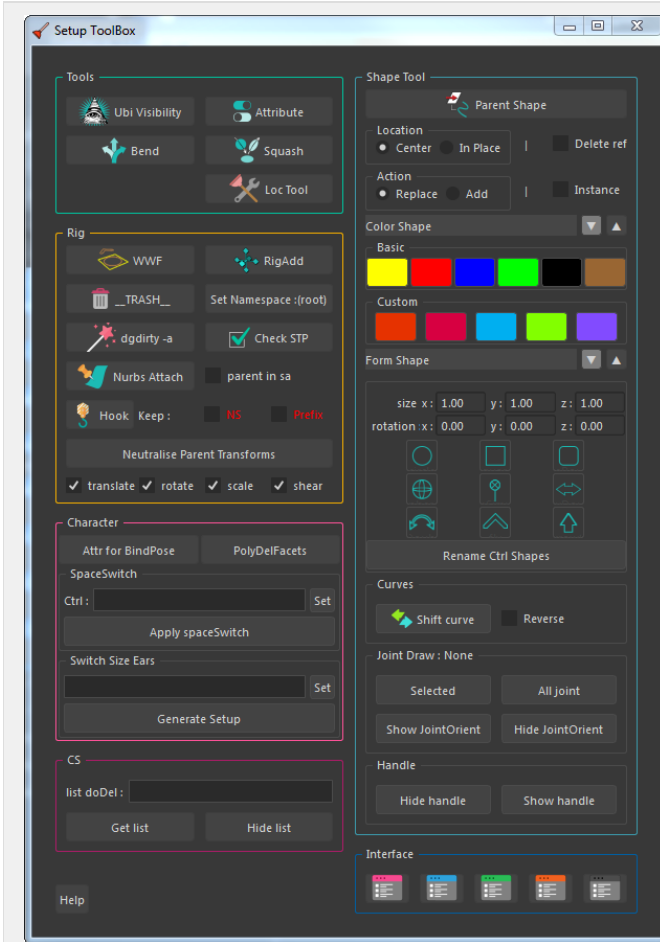 Setup ToolBox
Tools
Ubi Visibility
Attribute
Bend
Squash
Loc Tool
Rig
WWF
RigAdd
__TRASH__
Set Namespace :(root)
dgdirty -a
Check STP
Nurbs Attach
parent in sa
Hook Keep :
NS
Prefix
Neutralise Parent Transforms
translate
rotate
scale
shear
Character
Attr for BindPose
PolyDelFacets
SpaceSwitch
Ctrl :
Set
Apply spaceSwitch
Switch Size Ears
Set
Generate Setup
CS
list doDel :
Get list
Hide list
Help
Shape Tool
Parent Shape
Location
Center
In Place
|
Delete ref
Action
Replace
Add
|
Instance
Color Shape
Basic
Custom
Form Shape
size x : 1.00 y : 1.00 z : 1.00
rotation x : 0.00 y : 0.00 z : 0.00
Rename Ctrl Shapes
Curves
Shift curve
Reverse
Joint Draw : None
Selected
All joint
Show JointOrient
Hide JointOrient
Handle
Hide handle
Show handle
Interface